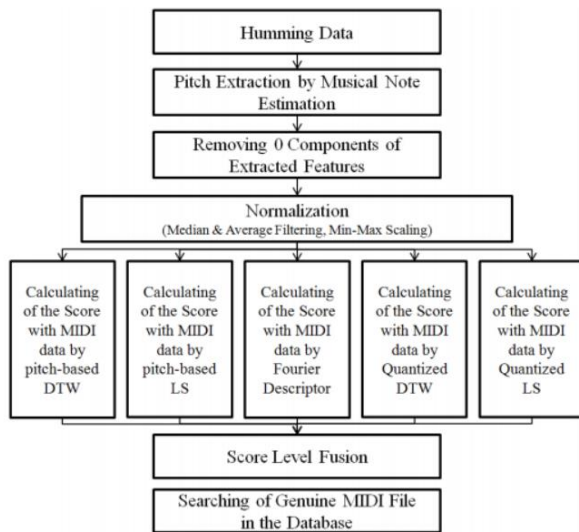 Humming Data
Pitch Extraction by Musical Note
Estimation
Removing 0 Components of
Extracted Features
Normalization
(Median & Average Filtering, Min-Max Scaling)
Calculating
of the Score
with MIDI
data by
pitch-based
DTW
Calculating
of the Score
with MIDI
data by
pitch-based
LS
Calculating
of the Score
with MIDI
data by
Fourier
Descriptor
Calculating
of the Score
with MIDI
data by
Quantized
DTW
Calculating
of the Score
with MIDI
data by
Quantized
LS
Score Level Fusion
Searching of Genuine MIDI File
in the Database